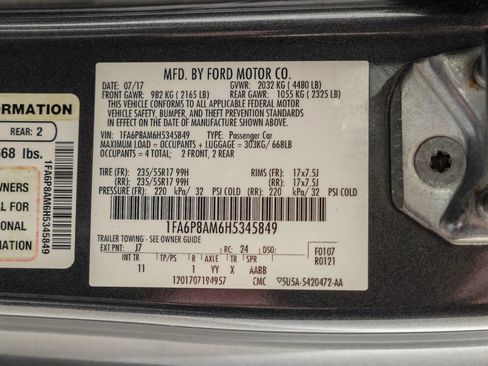 MFD. BY FORD MOTOR CO.
DATE: 07/17 GVWR: 2032 KG ( 4480 LB)
FRONT GAWR: 982 KG ( 2165 LB) REAR GAWR: 1055 KG ( 2325 LB)
THIS VEHICLE CONFORMS TO ALL APPLICABLE FEDERAL MOTOR
VEHICLE SAFETY, BUMPER, AND THEFT PREVENTION STANDARDS
IN EFFECT ON THE DATE OF MANUFACTURE SHOWN ABOVE.
VIN: 1FA6P8AM6H5345849 TYPE: Passenger Car
MAXIMUM LOAD = OCCUPANTS + LUGGAGE = 303KG/ 668LB
OCCUPANTS = 4 TOTAL; 2 FRONT, 2 REAR
TIRE (FR): 235/55R17 99H RIMS (FR): 17x7.5J
(RR): 235/55R17 99H (RR): 17x7.5J
PRESSURE (FR): 220 kPa/ 32 PSI COLD (RR): 220 kPa/ 32 PSI COLD
1FA6P8AM6H5345849
TRAILER TOWING - SEE OWNER GUIDE
EXT PNT: J7 RC: 24 DSO:
F0107
R0121
INT TR TP/PS R AXLE TR SPR
11 1 YY X AABB
1201707194957 CMC 5U5A-5420472-AA
ORMATION
REAR: 2
668 lbs.
WNERS
AL FOR
ONAL
RMATION
1FA6P8AM6H5345849